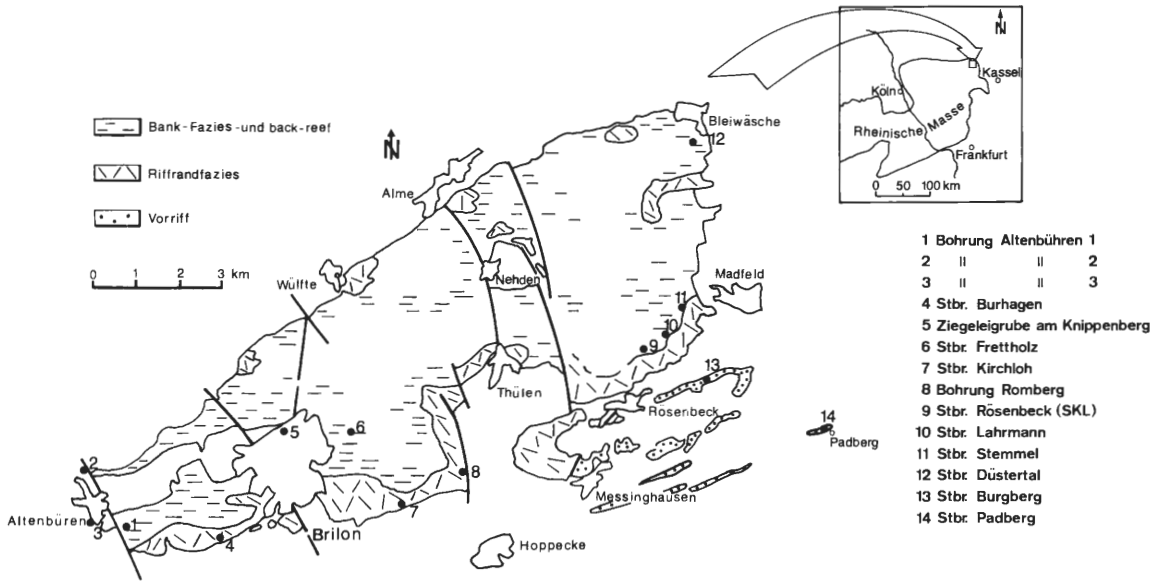 N
Kassel
Köln
Rheinische Masse
Frankfurt
0 50 100 km
Bank-Fazies-und back-reef
Riffrandfazies
Vorriff
0 1 2 3 km
N
Bleiwäsche
12
Alme
Nehden
Wülfte
Madfeld
11
10
9
13
Thülen
Rösenbeck
14
Padberg
5
6
2
8
Messinghausen
7
Altenbüren
3
1
4
Brilon
Hoppecke
1 Bohrung Altenbühren 1
2 " " 2
3 " " 3
4 Stbr. Burhagen
5 Ziegeleigrube am Knippenberg
6 Stbr. Frettholz
7 Stbr. Kirchloh
8 Bohrung Romberg
9 Stbr. Rösenbeck (SKL)
10 Stbr. Lahrmann
11 Stbr. Stemmel
12 Stbr. Düstertal
13 Stbr. Burgberg
14 Stbr. Padberg